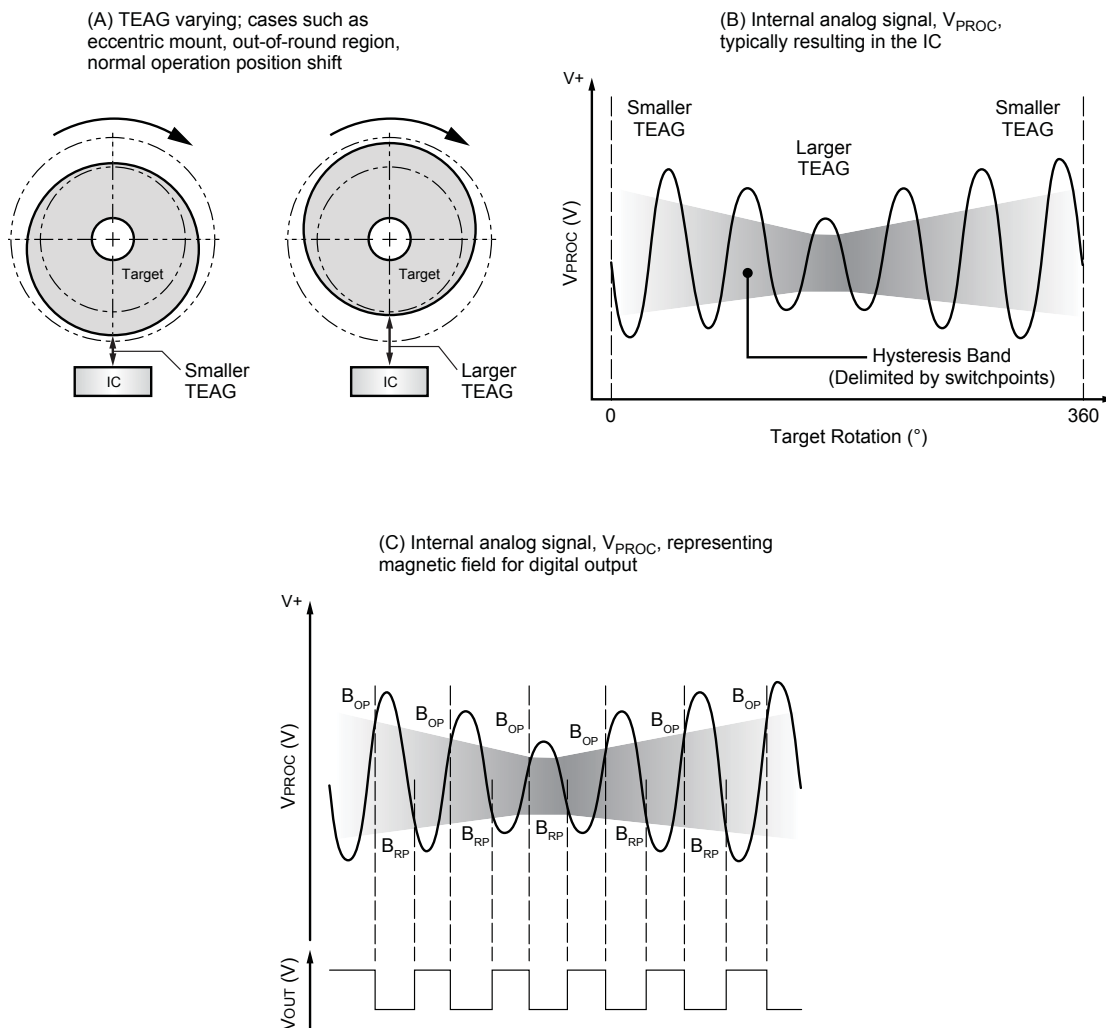 (A) TEAG varying; cases such as
eccentric mount, out-of-round region,
normal operation position shift
Target
IC
Smaller
TEAG
Target
IC
Larger
TEAG
(B) Internal analog signal, VPROC,
typically resulting in the IC
V+
Smaller
TEAG
Larger
TEAG
Smaller
TEAG
VPROC (V)
Hysteresis Band
(Delimited by switchpoints)
0
360
Target Rotation (°)
(C) Internal analog signal, VPROC, representing
magnetic field for digital output
V+
VPROC (V)
BOP
BOP
BOP
BOP
BOP
BOP
BRP
BRP
BRP
BRP
BRP
VOUT (V)